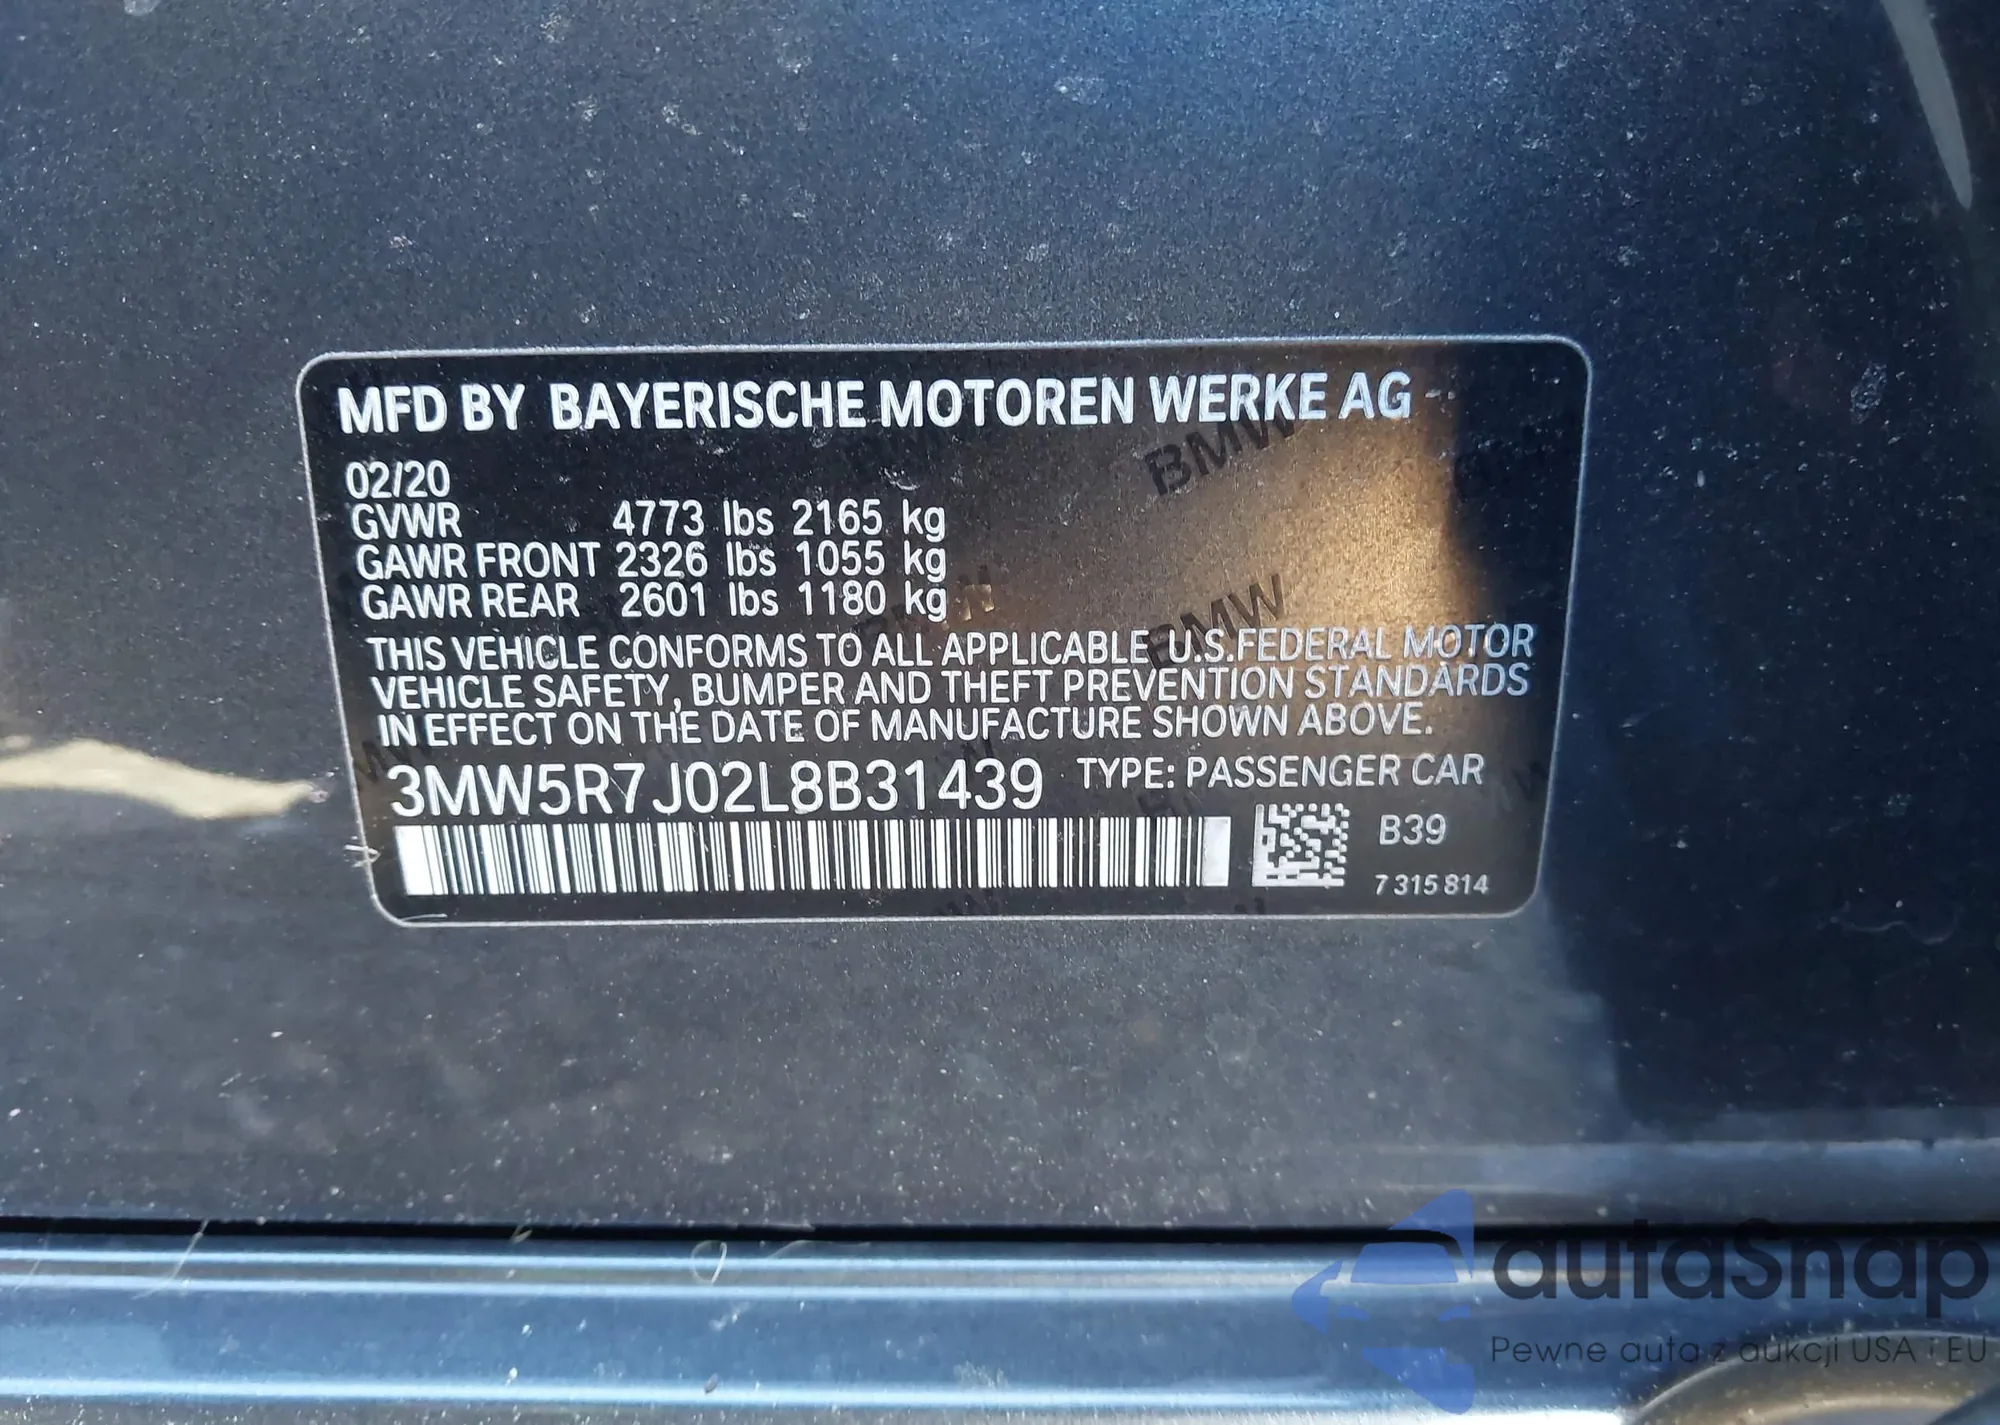 MFD BY BAYERISCHE MOTOREN WERKE AG
02/20
GVWR 4773 lbs 2165 kg
GAWR FRONT 2326 lbs 1055 kg
GAWR REAR 2601 lbs 1180 kg
THIS VEHICLE CONFORMS TO ALL APPLICABLE U.S.FEDERAL MOTOR
VEHICLE SAFETY, BUMPER AND THEFT PREVENTION STANDARDS
IN EFFECT ON THE DATE OF MANUFACTURE SHOWN ABOVE.
3MW5R7J02L8B31439 TYPE: PASSENGER CAR
B39
7 315 814
BMW
BMW
autaSnap
Pewne auta z aukcji USA i EU